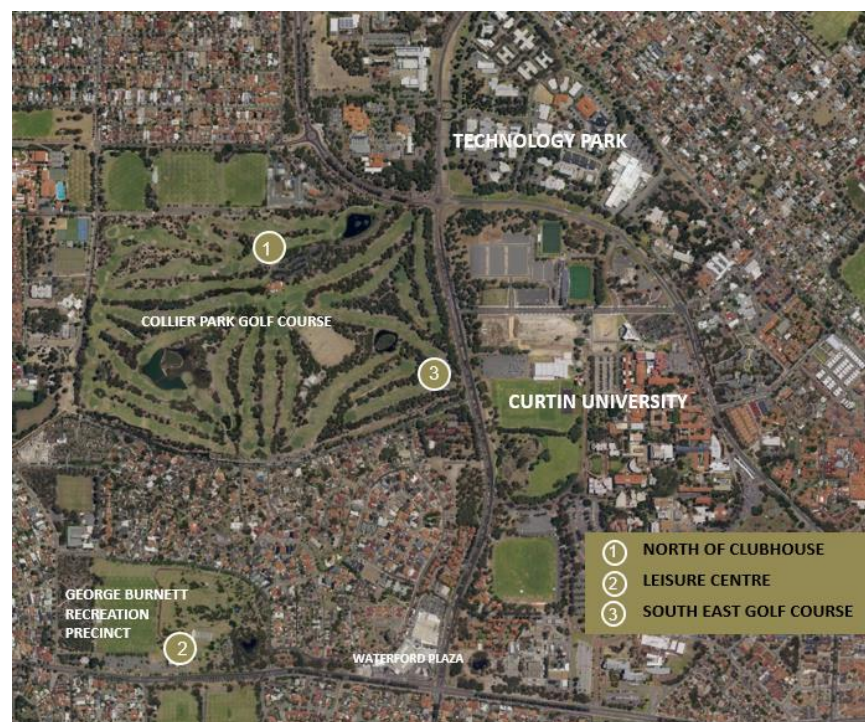 TECHNOLOGY PARK
1
COLLIER PARK GOLF COURSE
3
CURTIN UNIVERSITY
1 NORTH OF CLUBHOUSE
2 LEISURE CENTRE
3 SOUTH EAST GOLF COURSE
GEORGE BURNETT
RECREATION
PRECINCT
2
WATERFORD PLAZA